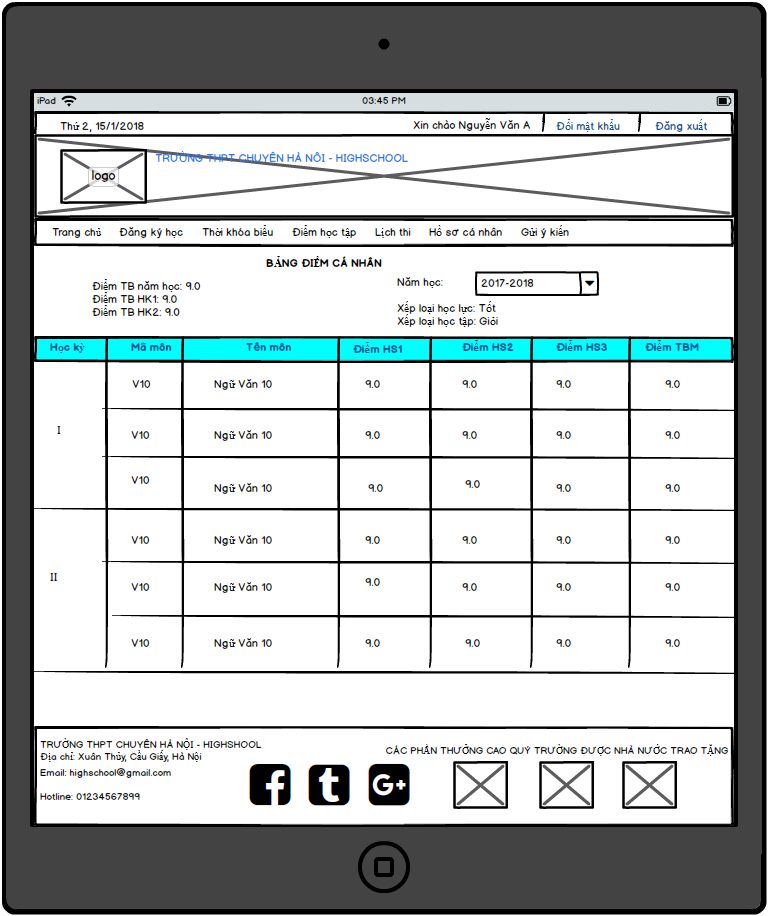 iPad 03:45 PM
Thứ 2, 15/1/2018 Xin chào Nguyễn Văn A Đổi mật khẩu Đăng xuất
TRƯỜNG THPT CHUYÊN HÀ NỘI - HIGHSCHOOL
logo
Trang chủ Đăng ký học Thời khóa biểu Điểm học tập Lịch thi Hồ sơ cá nhân Gửi ý kiến
BẢNG ĐIỂM CÁ NHÂN
Điểm TB năm học: 9.0
Điểm TB HK1: 9.0
Điểm TB HK2: 9.0
Năm học: 2017-2018
Xếp loại học lực: Tốt
Xếp loại học tập: Giỏi
Học kỳ Mã môn Tên môn Điểm HS1 Điểm HS2 Điểm HS3 Điểm TBM
V10 Ngữ Văn 10 9.0 9.0 9.0 9.0
I
V10 Ngữ Văn 10 9.0 9.0 9.0 9.0
V10 Ngữ Văn 10 9.0 9.0 9.0 9.0
V10 Ngữ Văn 10 9.0 9.0 9.0 9.0
II
V10 Ngữ Văn 10 9.0 9.0 9.0 9.0
V10 Ngữ Văn 10 9.0 9.0 9.0 9.0
TRƯỜNG THPT CHUYÊN HÀ NỘI - HIGHSHOOL
Địa chỉ: Xuân Thủy, Cầu Giấy, Hà Nội
Email: highschool@gmail.com
Hotline: 01234567899
f t G+
CÁC PHẦN THƯỞNG CAO QUÝ TRƯỜNG ĐƯỢC NHÀ NƯỚC TRAO TẶNG